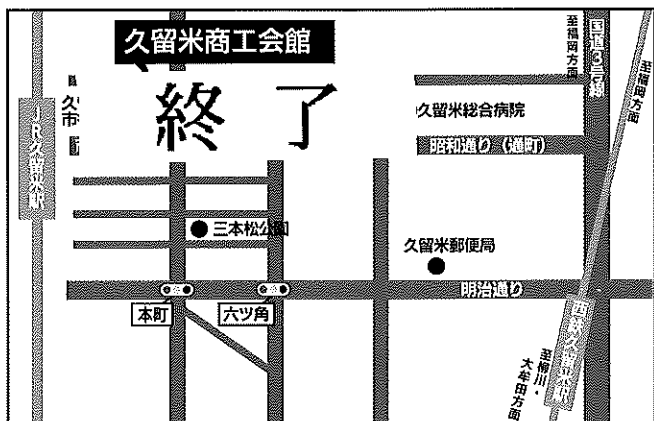 久留米商工会館
終了
至福岡方面
国道3号線
至福岡方面
JR久留米駅
久留米総合病院
昭和通り(通町)
三本松公園
久留米郵便局
明治通り
本町
六ツ角
西鉄久留米駅
至柳川・
大牟田方面